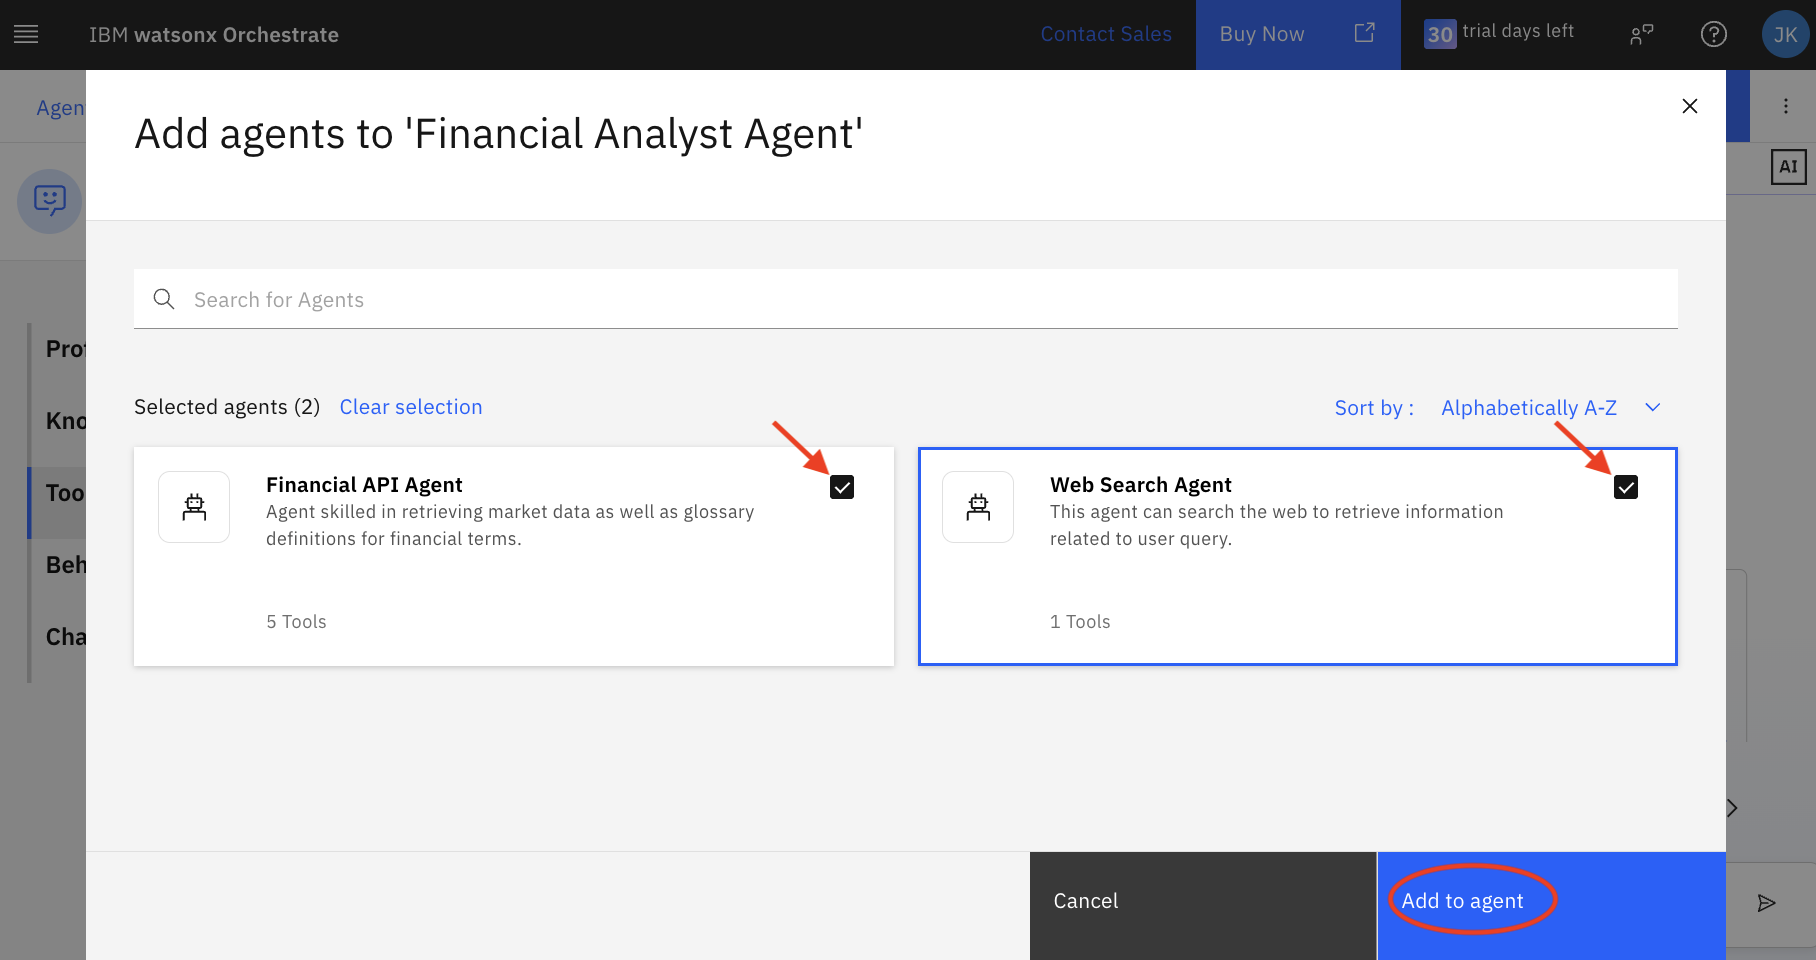 IBM watsonx Orchestrate
Contact Sales
Buy Now
30 trial days left
JK
Agen
Add agents to 'Financial Analyst Agent'
AI
Search for Agents
Prof
Kno
Too
Beh
Cha
Selected agents (2) Clear selection
Sort by : Alphabetically A-Z
Financial API Agent
Agent skilled in retrieving market data as well as glossary
definitions for financial terms.
5 Tools
Web Search Agent
This agent can search the web to retrieve information
related to user query.
1 Tools
Cancel
Add to agent